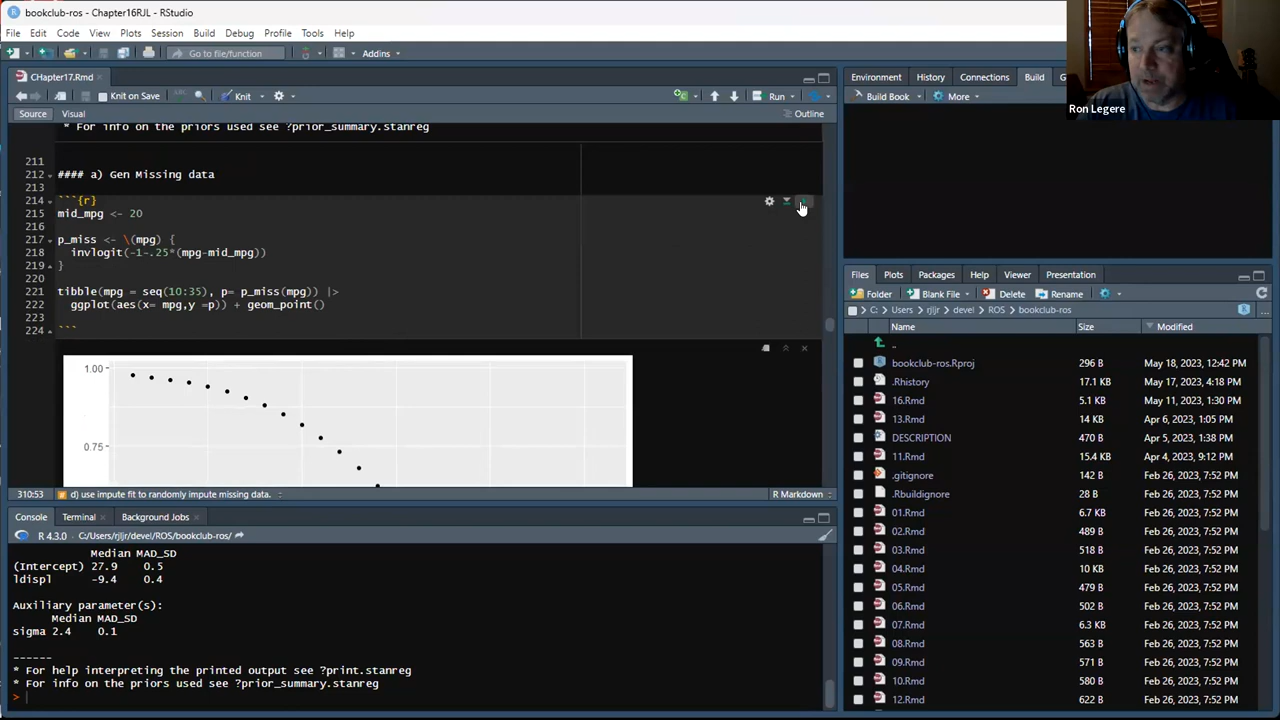 bookclub-ros - Chapter16RJL - RStudio
File Edit Code View Plots Session Build Debug Profile Tools Help
Go to file/function Addins
CHapter17.Rmd
Knit on Save Knit Run
Source Visual Outline
* For info on the priors used see ?prior_summary.stanreg
211
212 #### a) Gen Missing data
213
214 ```{r}
215 mid_mpg <- 20
216
217 p_miss <- \(mpg) {
218 invlogit(-1-.25*(mpg-mid_mpg))
219 }
220
221 tibble(mpg = seq(10:35), p= p_miss(mpg)) |>
222 ggplot(aes(x= mpg,y =p)) + geom_point()
223
224 ```
1.00
0.75
310:53 d) use impute fit to randomly impute missing data. R Markdown
Console Terminal Background Jobs
R 4.3.0 · C:/Users/rjljr/devel/ROS/bookclub-ros/
Median MAD_SD
(Intercept) 27.9 0.5
ldispl -9.4 0.4
Auxiliary parameter(s):
Median MAD_SD
sigma 2.4 0.1
------
* For help interpreting the printed output see ?print.stanreg
* For info on the priors used see ?prior_summary.stanreg
>
Environment History Connections Build
Build Book More
Ron Legere
Files Plots Packages Help Viewer Presentation
Folder Blank File Delete Rename
C: Users rjljr devel ROS bookclub-ros
Name Size Modified
..
bookclub-ros.Rproj 296 B May 18, 2023, 12:42 PM
.Rhistory 17.1 KB May 17, 2023, 4:18 PM
16.Rmd 5.1 KB May 11, 2023, 1:30 PM
13.Rmd 14 KB Apr 6, 2023, 1:05 PM
DESCRIPTION 470 B Apr 5, 2023, 1:38 PM
11.Rmd 15.4 KB Apr 4, 2023, 9:12 PM
.gitignore 142 B Feb 26, 2023, 7:52 PM
.Rbuildignore 28 B Feb 26, 2023, 7:52 PM
01.Rmd 6.7 KB Feb 26, 2023, 7:52 PM
02.Rmd 489 B Feb 26, 2023, 7:52 PM
03.Rmd 518 B Feb 26, 2023, 7:52 PM
04.Rmd 10 KB Feb 26, 2023, 7:52 PM
05.Rmd 479 B Feb 26, 2023, 7:52 PM
06.Rmd 502 B Feb 26, 2023, 7:52 PM
07.Rmd 6.3 KB Feb 26, 2023, 7:52 PM
08.Rmd 563 B Feb 26, 2023, 7:52 PM
09.Rmd 571 B Feb 26, 2023, 7:52 PM
10.Rmd 580 B Feb 26, 2023, 7:52 PM
12.Rmd 622 B Feb 26, 2023, 7:52 PM